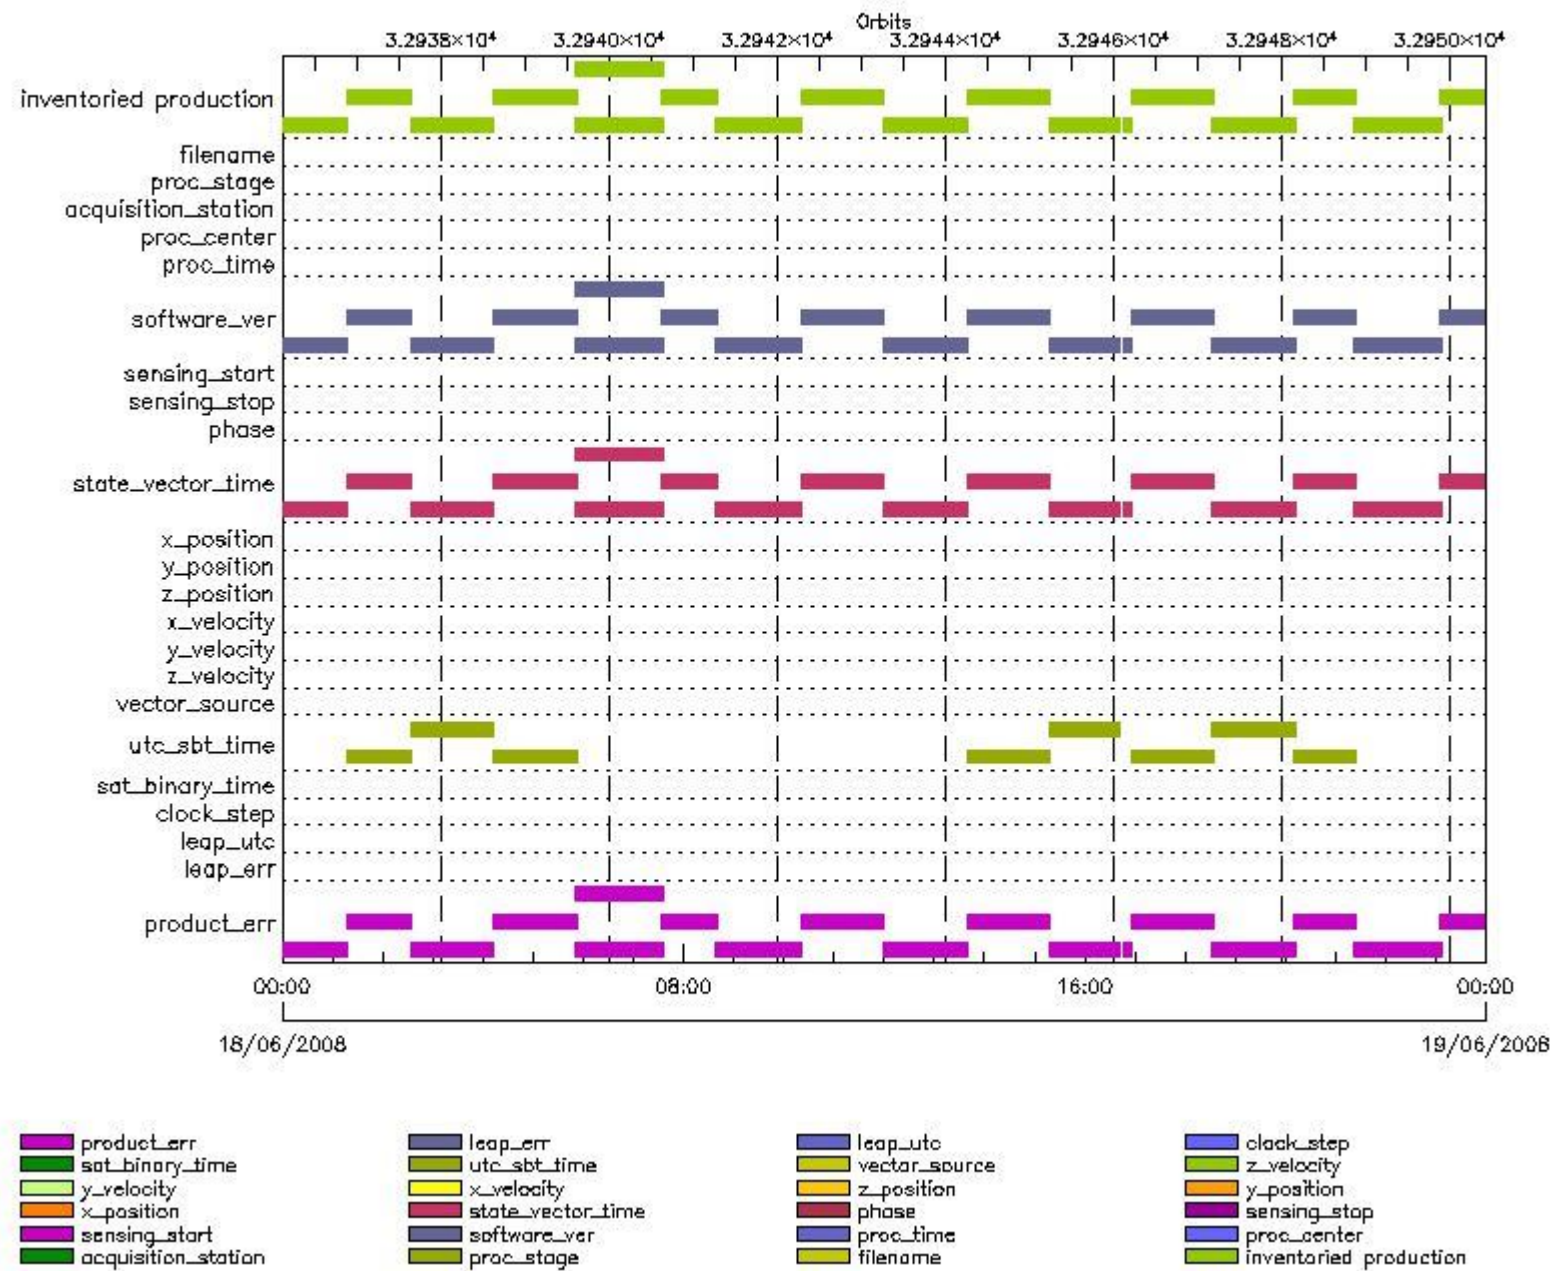 Orbits
3.2938×10⁴ 3.2940×10⁴ 3.2942×10⁴ 3.2944×10⁴ 3.2946×10⁴ 3.2948×10⁴ 3.2950×10⁴
inventoried production
filename
proc_stage
acquisition_station
proc_center
proc_time
software_ver
sensing_start
sensing_stop
phase
state_vector_time
x_position
y_position
z_position
x_velocity
y_velocity
z_velocity
vector_source
utc_sbt_time
sat_binary_time
clock_step
leap_utc
leap_err
product_err
00:00 08:00 16:00 00:00
18/06/2008 19/06/2008
product_err leap_err leap_utc clock_step
sat_binary_time utc_sbt_time vector_source z_velocity
y_velocity x_velocity z_position y_position
x_position state_vector_time phase sensing_stop
sensing_start software_ver proc_time proc_center
acquisition_station proc_stage filename inventoried production